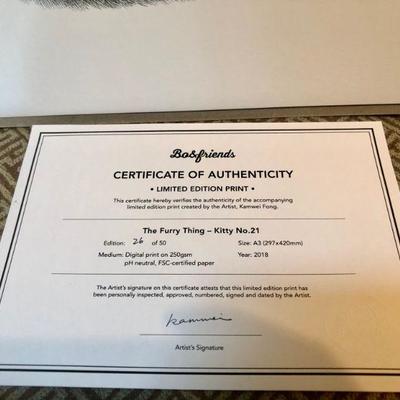 Bo&friends
CERTIFICATE OF AUTHENTICITY
• LIMITED EDITION PRINT •
This certificate hereby verifies the authenticity of the accompanying
limited edition print created by the Artist, Kamwei Fong.
The Furry Thing – Kitty No.21
Edition: 26 of 50 Size: A3 (297x420mm)
Medium: Digital print on 250gsm Year: 2018
pH neutral, FSC-certified paper
The Artist's signature on this certificate attests that this limited edition print has
been personally inspected, approved, numbered, signed and dated by the Artist.
kamwei
Artist's Signature